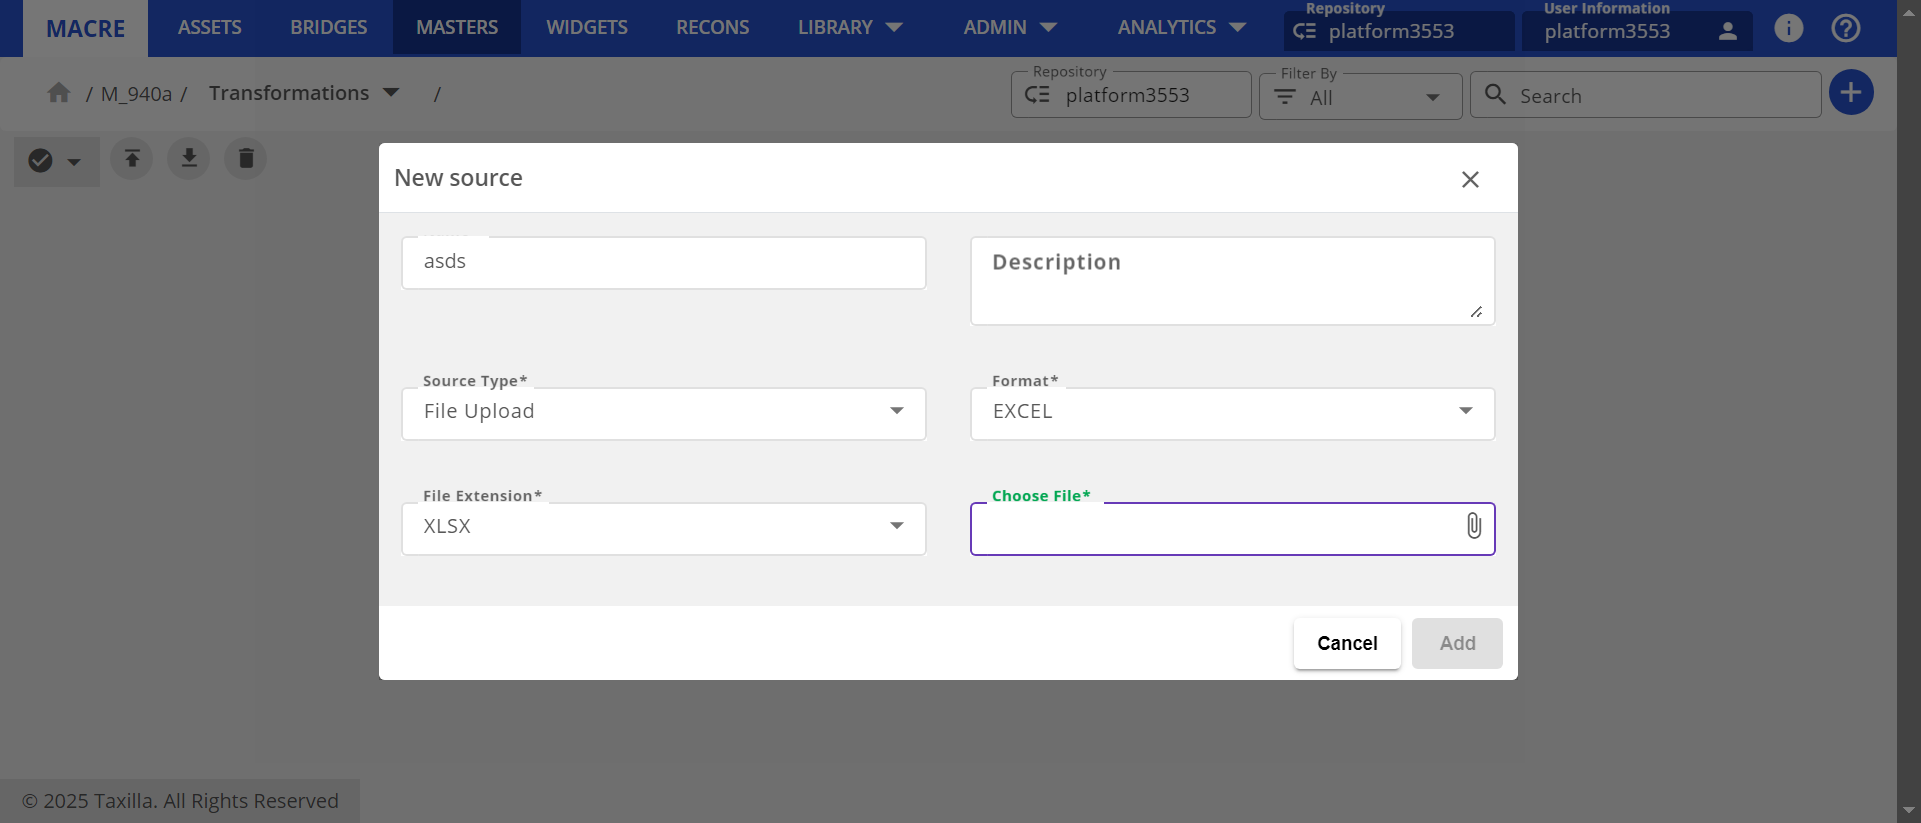 MACRE ASSETS BRIDGES MASTERS WIDGETS RECONS LIBRARY ADMIN ANALYTICS
Repository
platform3553
User Information
platform3553
/ M_940a / Transformations /
Repository
platform3553
Filter By
All
Search
New source
asds
Description
Source Type*
File Upload
Format*
EXCEL
File Extension*
XLSX
Choose File*
Cancel Add
© 2025 Taxilla. All Rights Reserved